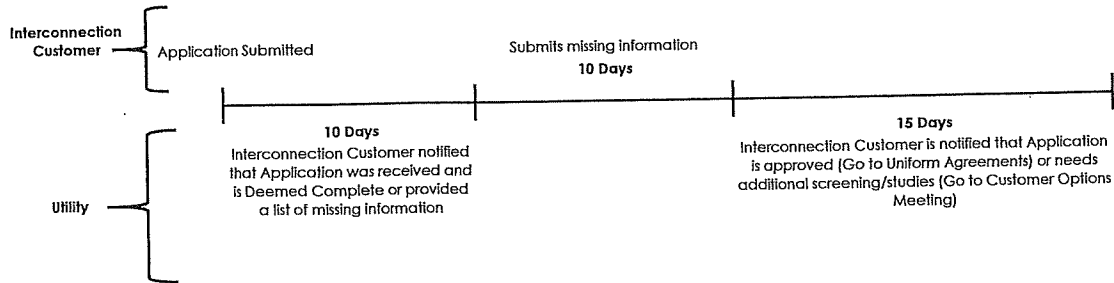 Interconnection
Customer
Application Submitted
Submits missing information
10 Days
10 Days
Interconnection Customer notified
that Application was received and
is Deemed Complete or provided
a list of missing information
15 Days
Interconnection Customer is notified that Application
is approved (Go to Uniform Agreements) or needs
additional screening/studies (Go to Customer Options
Meeting)
Utility